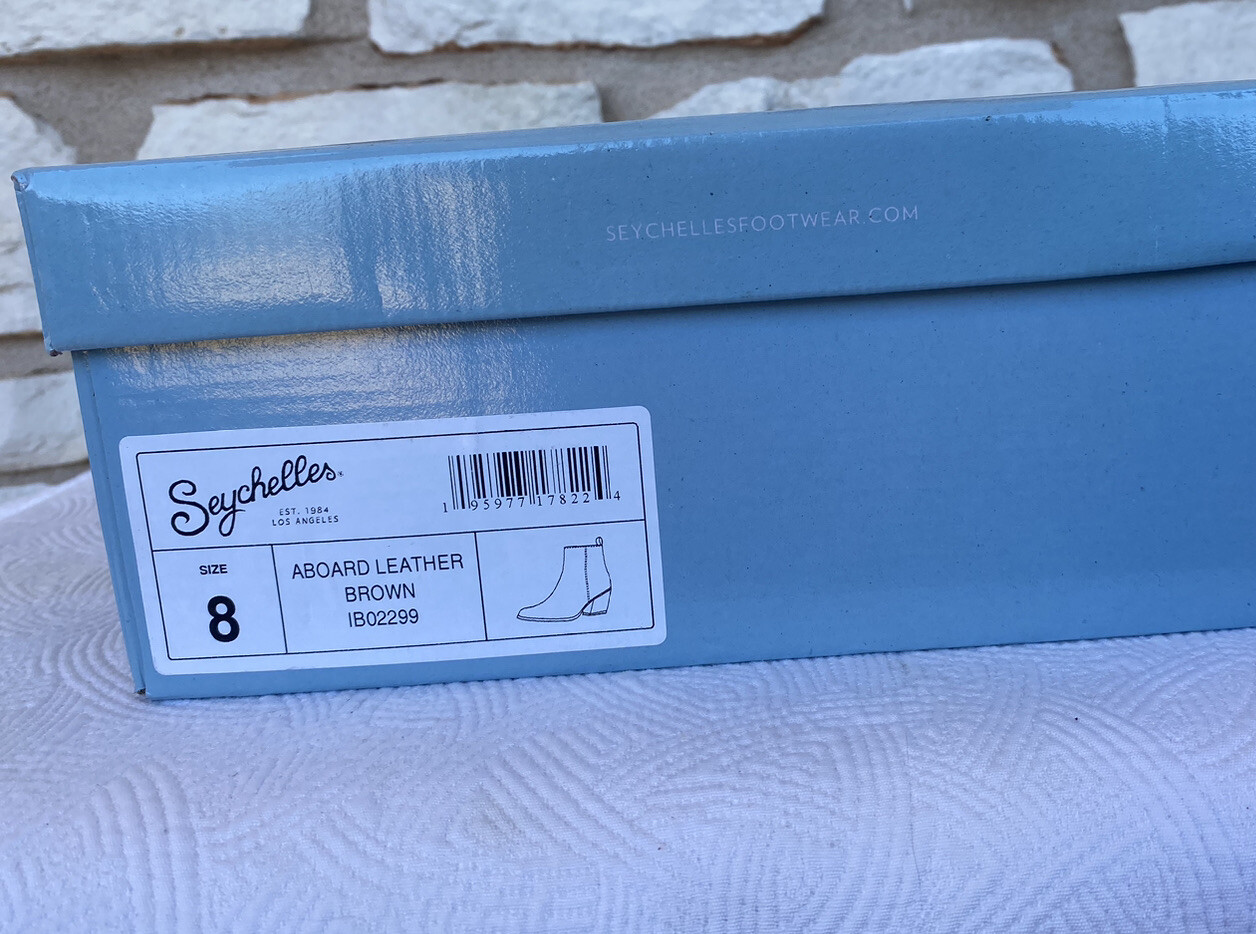 SEYCHELLESFOOTWEAR.COM
Seychelles®
EST. 1984
LOS ANGELES
1 95977 17822 4
SIZE
8
ABOARD LEATHER
BROWN
IB02299